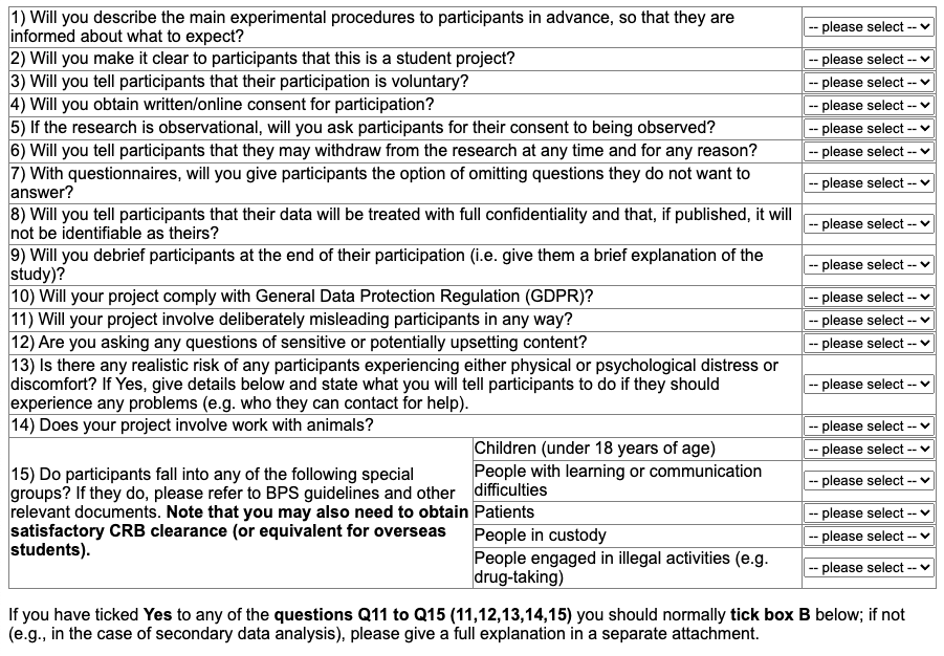 1) Will you describe the main experimental procedures to participants in advance, so that they are
informed about what to expect?
-- please select --
2) Will you make it clear to participants that this is a student project?
-- please select --
3) Will you tell participants that their participation is voluntary?
-- please select --
4) Will you obtain written/online consent for participation?
-- please select --
5) If the research is observational, will you ask participants for their consent to being observed?
-- please select --
6) Will you tell participants that they may withdraw from the research at any time and for any reason?
-- please select --
7) With questionnaires, will you give participants the option of omitting questions they do not want to
answer?
-- please select --
8) Will you tell participants that their data will be treated with full confidentiality and that, if published, it will
not be identifiable as theirs?
-- please select --
9) Will you debrief participants at the end of their participation (i.e. give them a brief explanation of the
study)?
-- please select --
10) Will your project comply with General Data Protection Regulation (GDPR)?
-- please select --
11) Will your project involve deliberately misleading participants in any way?
-- please select --
12) Are you asking any questions of sensitive or potentially upsetting content?
-- please select --
13) Is there any realistic risk of any participants experiencing either physical or psychological distress or
discomfort? If Yes, give details below and state what you will tell participants to do if they should
experience any problems (e.g. who they can contact for help).
-- please select --
14) Does your project involve work with animals?
-- please select --
15) Do participants fall into any of the following special
groups? If they do, please refer to BPS guidelines and other
relevant documents. Note that you may also need to obtain
satisfactory CRB clearance (or equivalent for overseas
students).
Children (under 18 years of age)
-- please select --
People with learning or communication
difficulties
-- please select --
Patients
-- please select --
People in custody
-- please select --
People engaged in illegal activities (e.g.
drug-taking)
-- please select --
If you have ticked Yes to any of the questions Q11 to Q15 (11,12,13,14,15) you should normally tick box B below; if not
(e.g., in the case of secondary data analysis), please give a full explanation in a separate attachment.